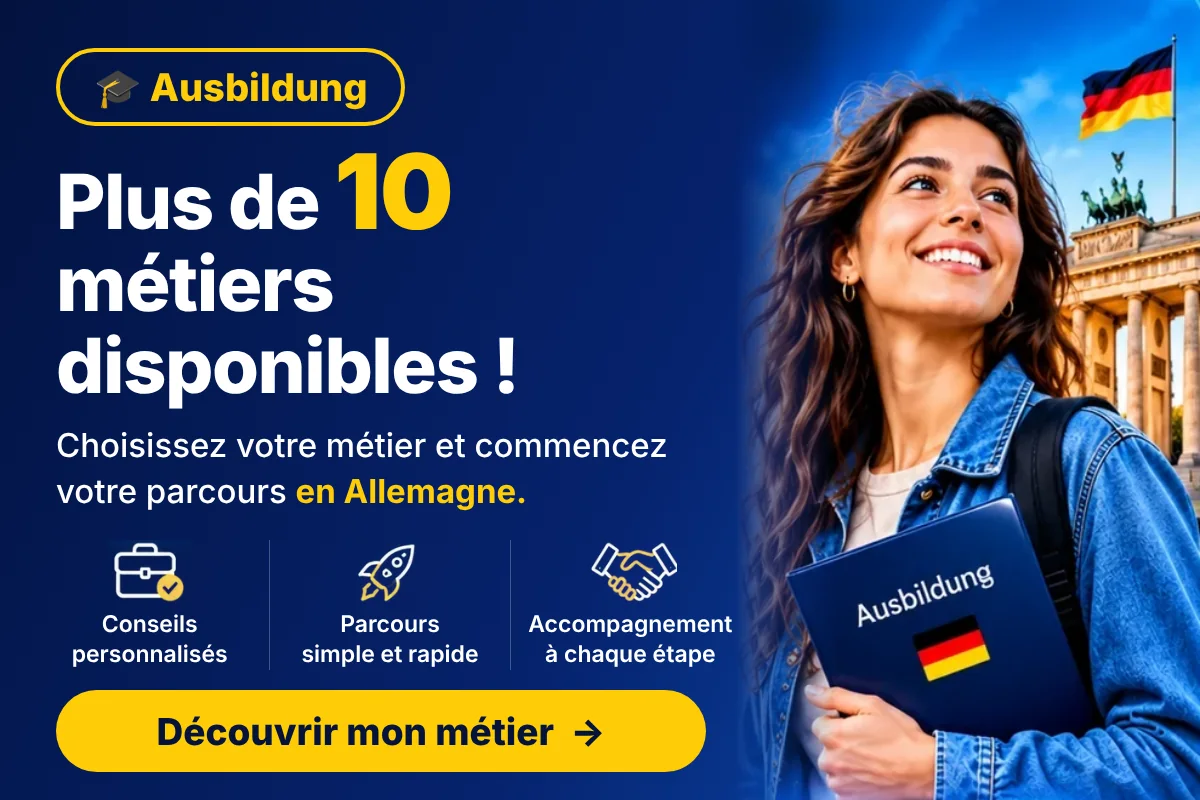 Ausbildung
Plus de 10
métiers
disponibles !
Choisissez votre métier et commencez
votre parcours en Allemagne.
Conseils
personnalisés
Parcours
simple et rapide
Accompagnement
à chaque étape
Découvrir mon métier →
Ausbildung